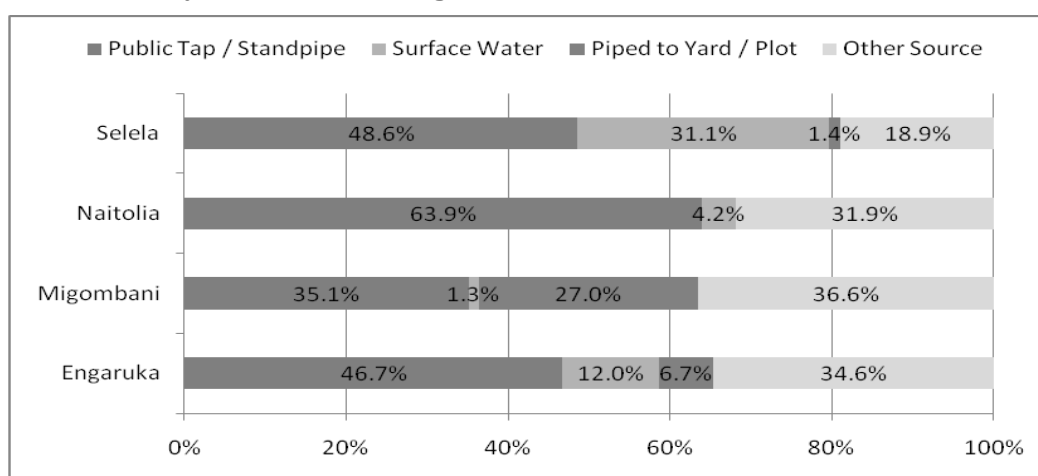 Public Tap / Standpipe Surface Water Piped to Yard / Plot Other Source
Selela 48.6% 31.1% 1.4% 18.9%
Naitolia 63.9% 4.2% 31.9%
Migombani 35.1% 1.3% 27.0% 36.6%
Engaruka 46.7% 12.0% 6.7% 34.6%
0% 20% 40% 60% 80% 100%